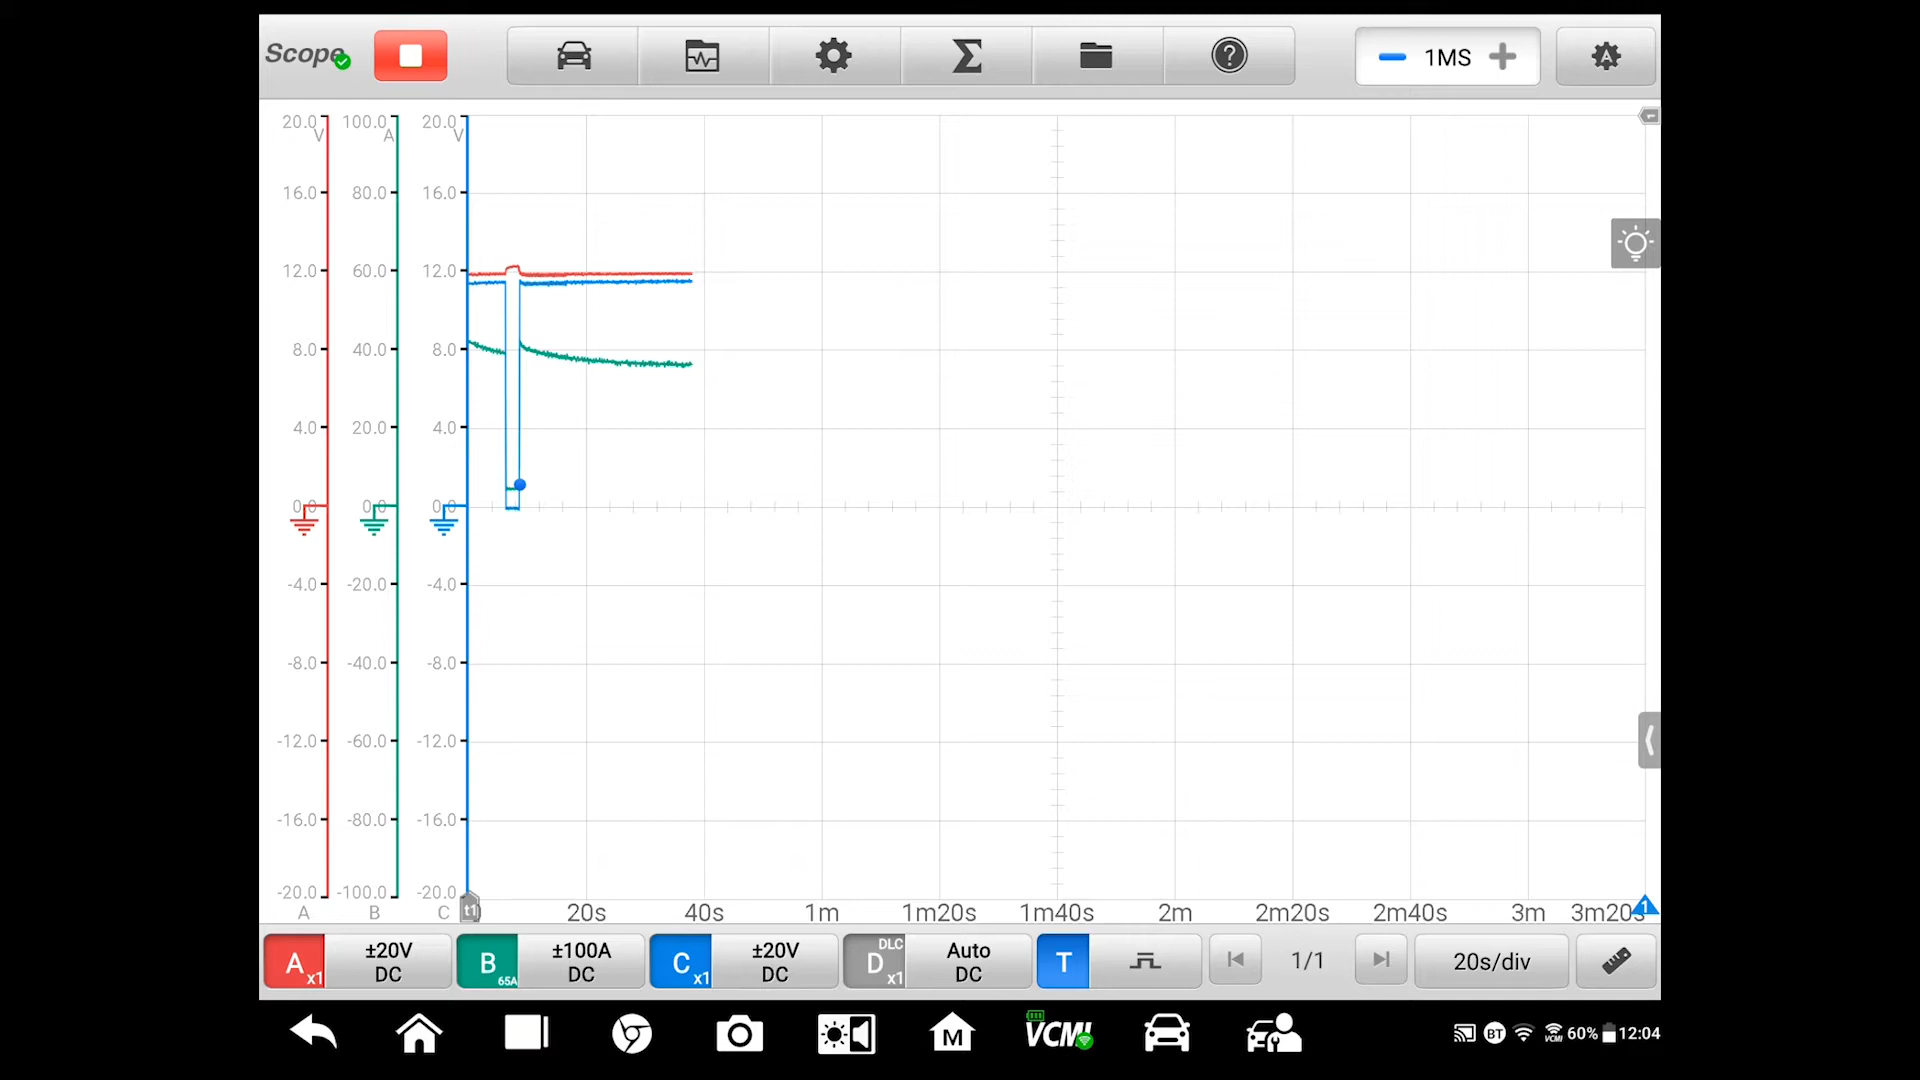 Scope
1MS
20.0 100.0 20.0
V A V
16.0 80.0 16.0
12.0 60.0 12.0
8.0 40.0 8.0
4.0 20.0 4.0
0.0 0.0 0.0
-4.0 -20.0 -4.0
-8.0 -40.0 -8.0
-12.0 -60.0 -12.0
-16.0 -80.0 -16.0
-20.0 -100.0 -20.0
A B C t1 20s 40s 1m 1m20s 1m40s 2m 2m20s 2m40s 3m 3m20s 1
A x1 ±20V DC
B 65A ±100A DC
C x1 ±20V DC
DLC D x1 Auto DC
T
1/1
20s/div
M
VCMI
BT VCMI 60% 12:04